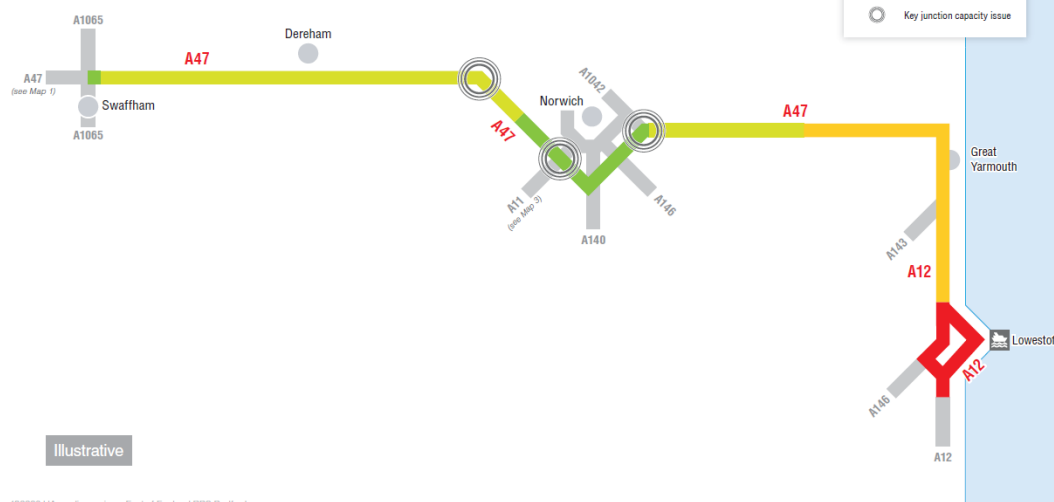 Key junction capacity issue
A1065
Dereham
A47
A47
(see Map 1)
Swaffham
A1065
A1042
Norwich
A47
A47
Great
Yarmouth
A11
(see Map 3)
A146
A140
A143
A12
A12
A146
A12
Illustrative